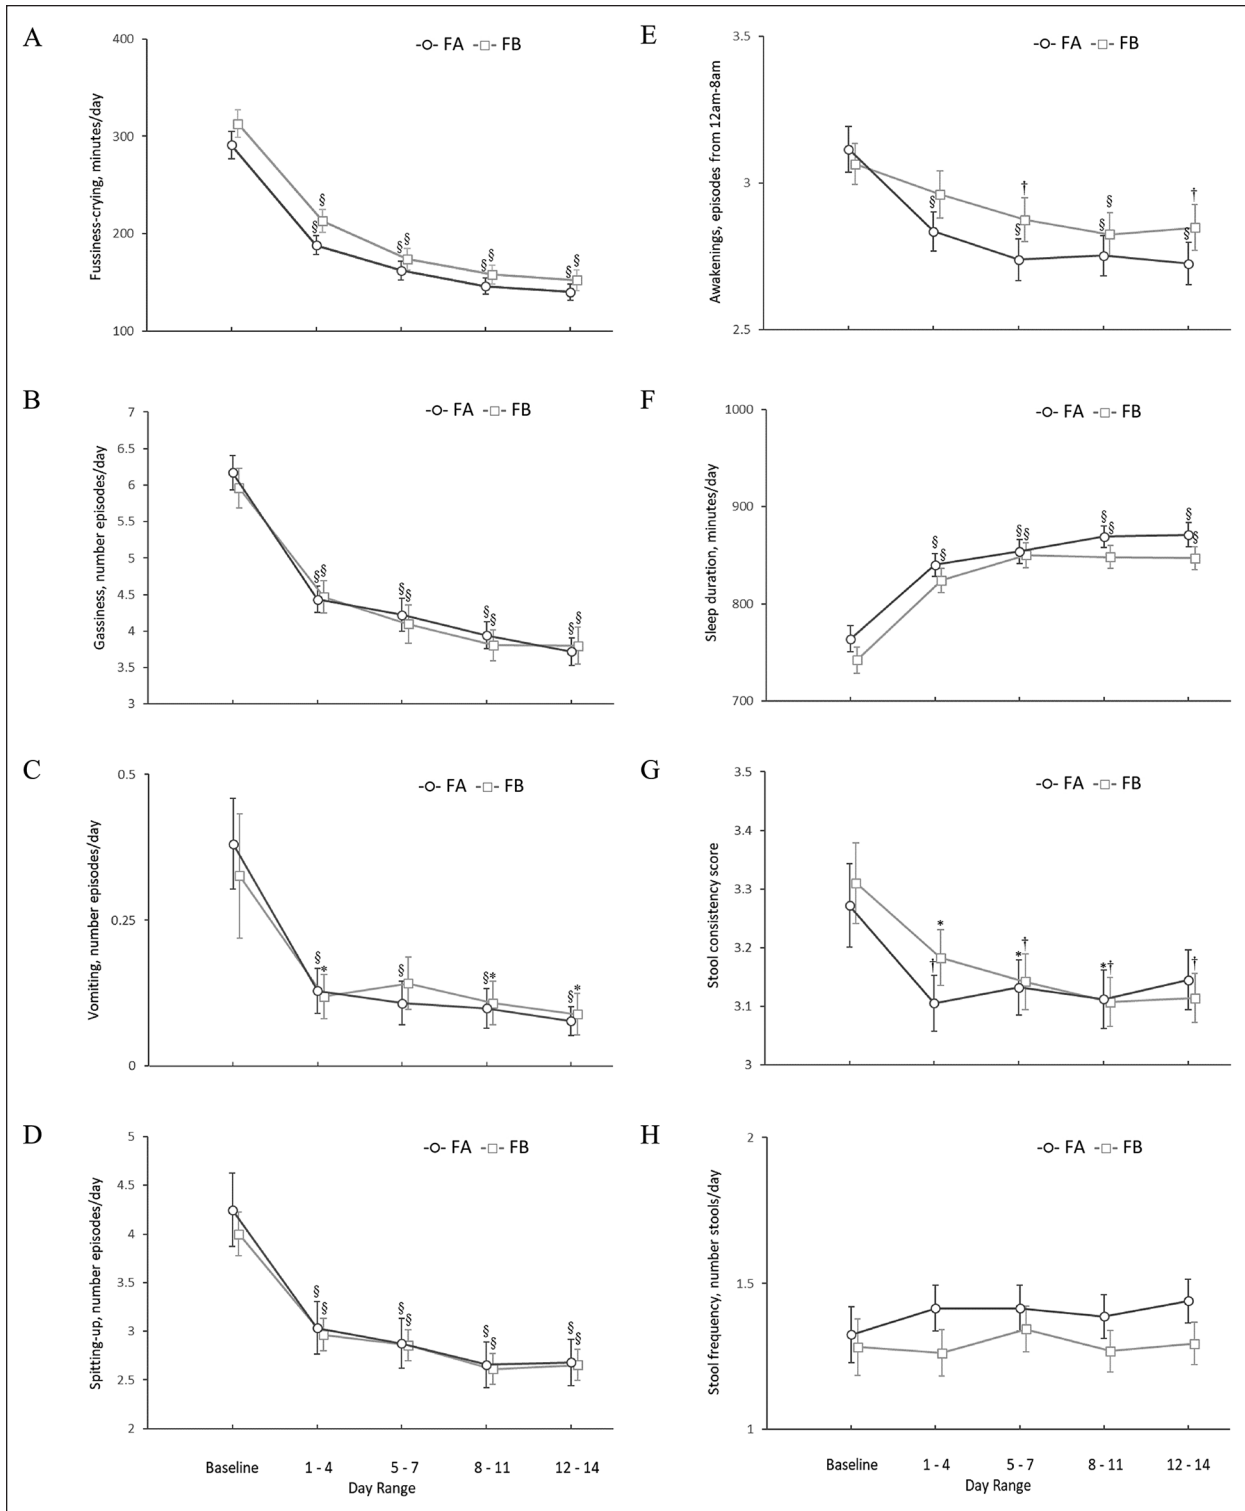 A
400
300
200
100
Fussiness-crying, minutes/day
-O- FA -□- FB
§
§
§
§
§
§
§
§
B
7
6.5
6
5.5
5
4.5
4
3.5
3
Gassiness, number episodes/day
-O- FA -□- FB
§§
§§
§§
§§
C
0.5
0.25
0
Vomiting, number episodes/day
-O- FA -□- FB
§*
§
§*
§*
D
5
4.5
4
3.5
3
2.5
2
Spitting-up, number episodes/day
-O- FA -□- FB
§§
§§
§§
§§
Baseline 1 - 4 5 - 7 8 - 11 12 - 14
Day Range
E
3.5
3
2.5
Awakenings, episodes from 12am-8am
-O- FA -□- FB
§
§ †
§ §
§ †
F
1000
900
800
700
Sleep duration, minutes/day
-O- FA -□- FB
§§
§§
§§
§§
G
3.5
3.4
3.3
3.2
3.1
3
Stool consistency score
-O- FA -□- FB
† *
* †
*†
†
H
2
1.5
1
Stool frequency, number stools/day
-O- FA -□- FB
Baseline 1 - 4 5 - 7 8 - 11 12 - 14
Day Range